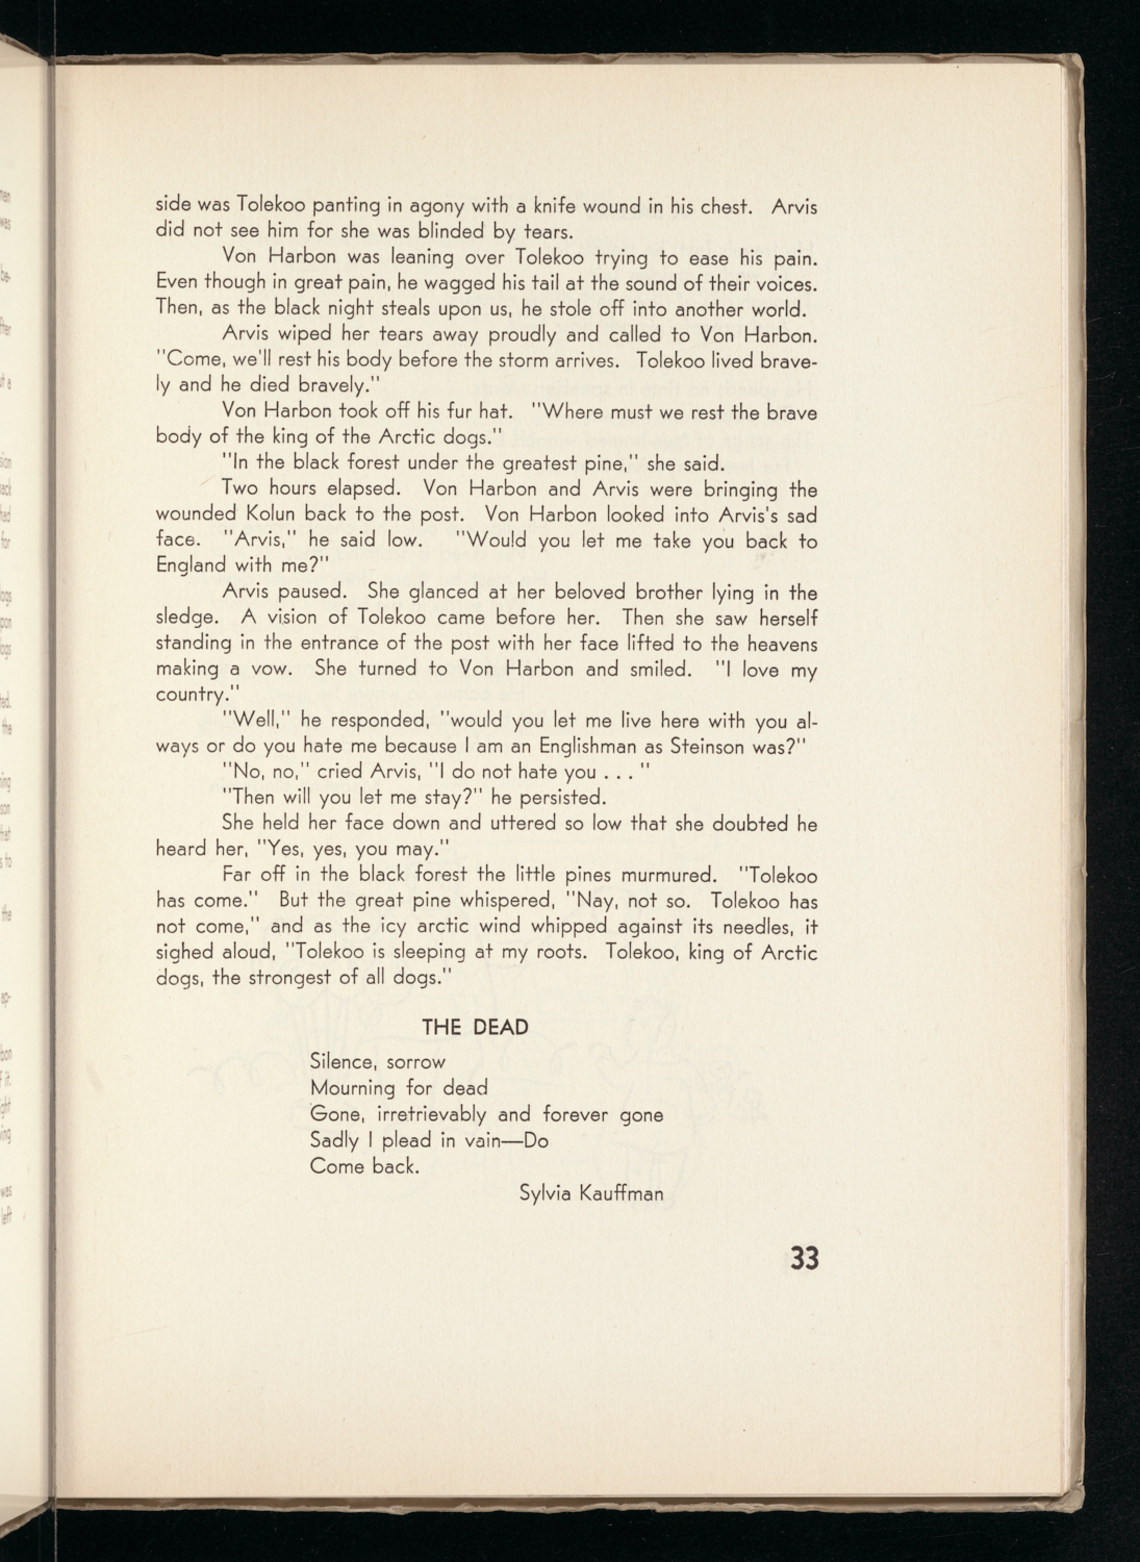 side was Tolekoo panting in agony with a knife wound in his chest. Arvis
did not see him for she was blinded by tears.
Von Harbon was leaning over Tolekoo trying to ease his pain.
Even though in great pain, he wagged his tail at the sound of their voices.
Then, as the black night steals upon us, he stole off into another world.
Arvis wiped her tears away proudly and called to Von Harbon.
"Come, we'll rest his body before the storm arrives. Tolekoo lived brave-
ly and he died bravely."
Von Harbon took off his fur hat. "Where must we rest the brave
body of the king of the Arctic dogs."
"In the black forest under the greatest pine," she said.
Two hours elapsed. Von Harbon and Arvis were bringing the
wounded Kolun back to the post. Von Harbon looked into Arvis's sad
face. "Arvis," he said low. "Would you let me take you back to
England with me?"
Arvis paused. She glanced at her beloved brother lying in the
sledge. A vision of Tolekoo came before her. Then she saw herself
standing in the entrance of the post with her face lifted to the heavens
making a vow. She turned to Von Harbon and smiled. "I love my
country."
"Well," he responded, "would you let me live here with you al-
ways or do you hate me because I am an Englishman as Steinson was?"
"No, no," cried Arvis, "I do not hate you . . . "
"Then will you let me stay?" he persisted.
She held her face down and uttered so low that she doubted he
heard her, "Yes, yes, you may."
Far off in the black forest the little pines murmured. "Tolekoo
has come." But the great pine whispered, "Nay, not so. Tolekoo has
not come," and as the icy arctic wind whipped against its needles, it
sighed aloud, "Tolekoo is sleeping at my roots. Tolekoo, king of Arctic
dogs, the strongest of all dogs."
THE DEAD
Silence, sorrow
Mourning for dead
Gone, irretrievably and forever gone
Sadly I plead in vain—Do
Come back.
Sylvia Kauffman
33